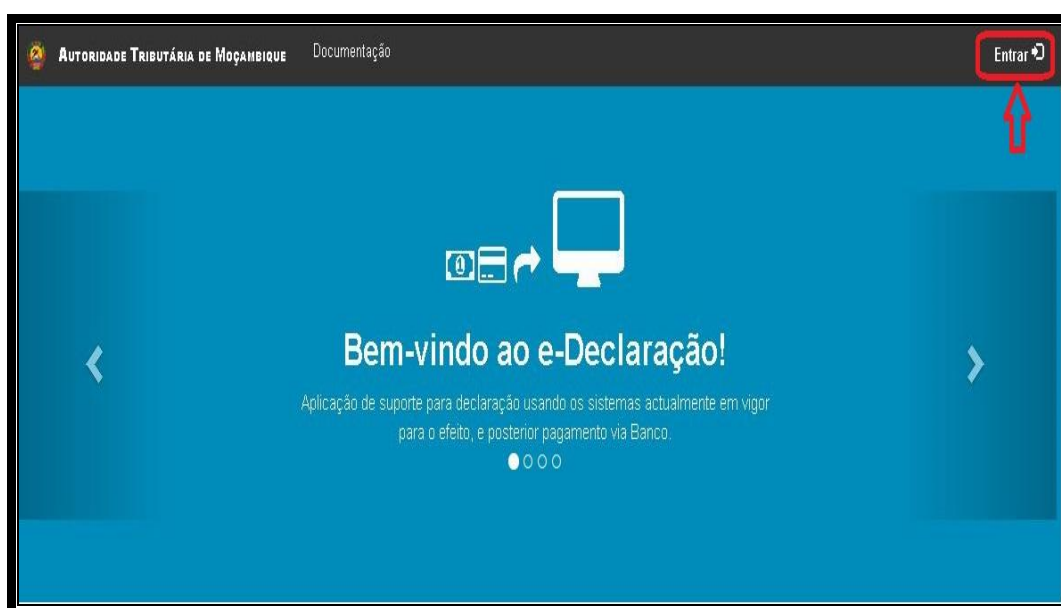 Autoridade Tributária de Moçambique
Documentação
Entrar
Bem-vindo ao e-Declaração!
Aplicação de suporte para declaração usando os sistemas actualmente em vigor
para o efeito, e posterior pagamento via Banco.